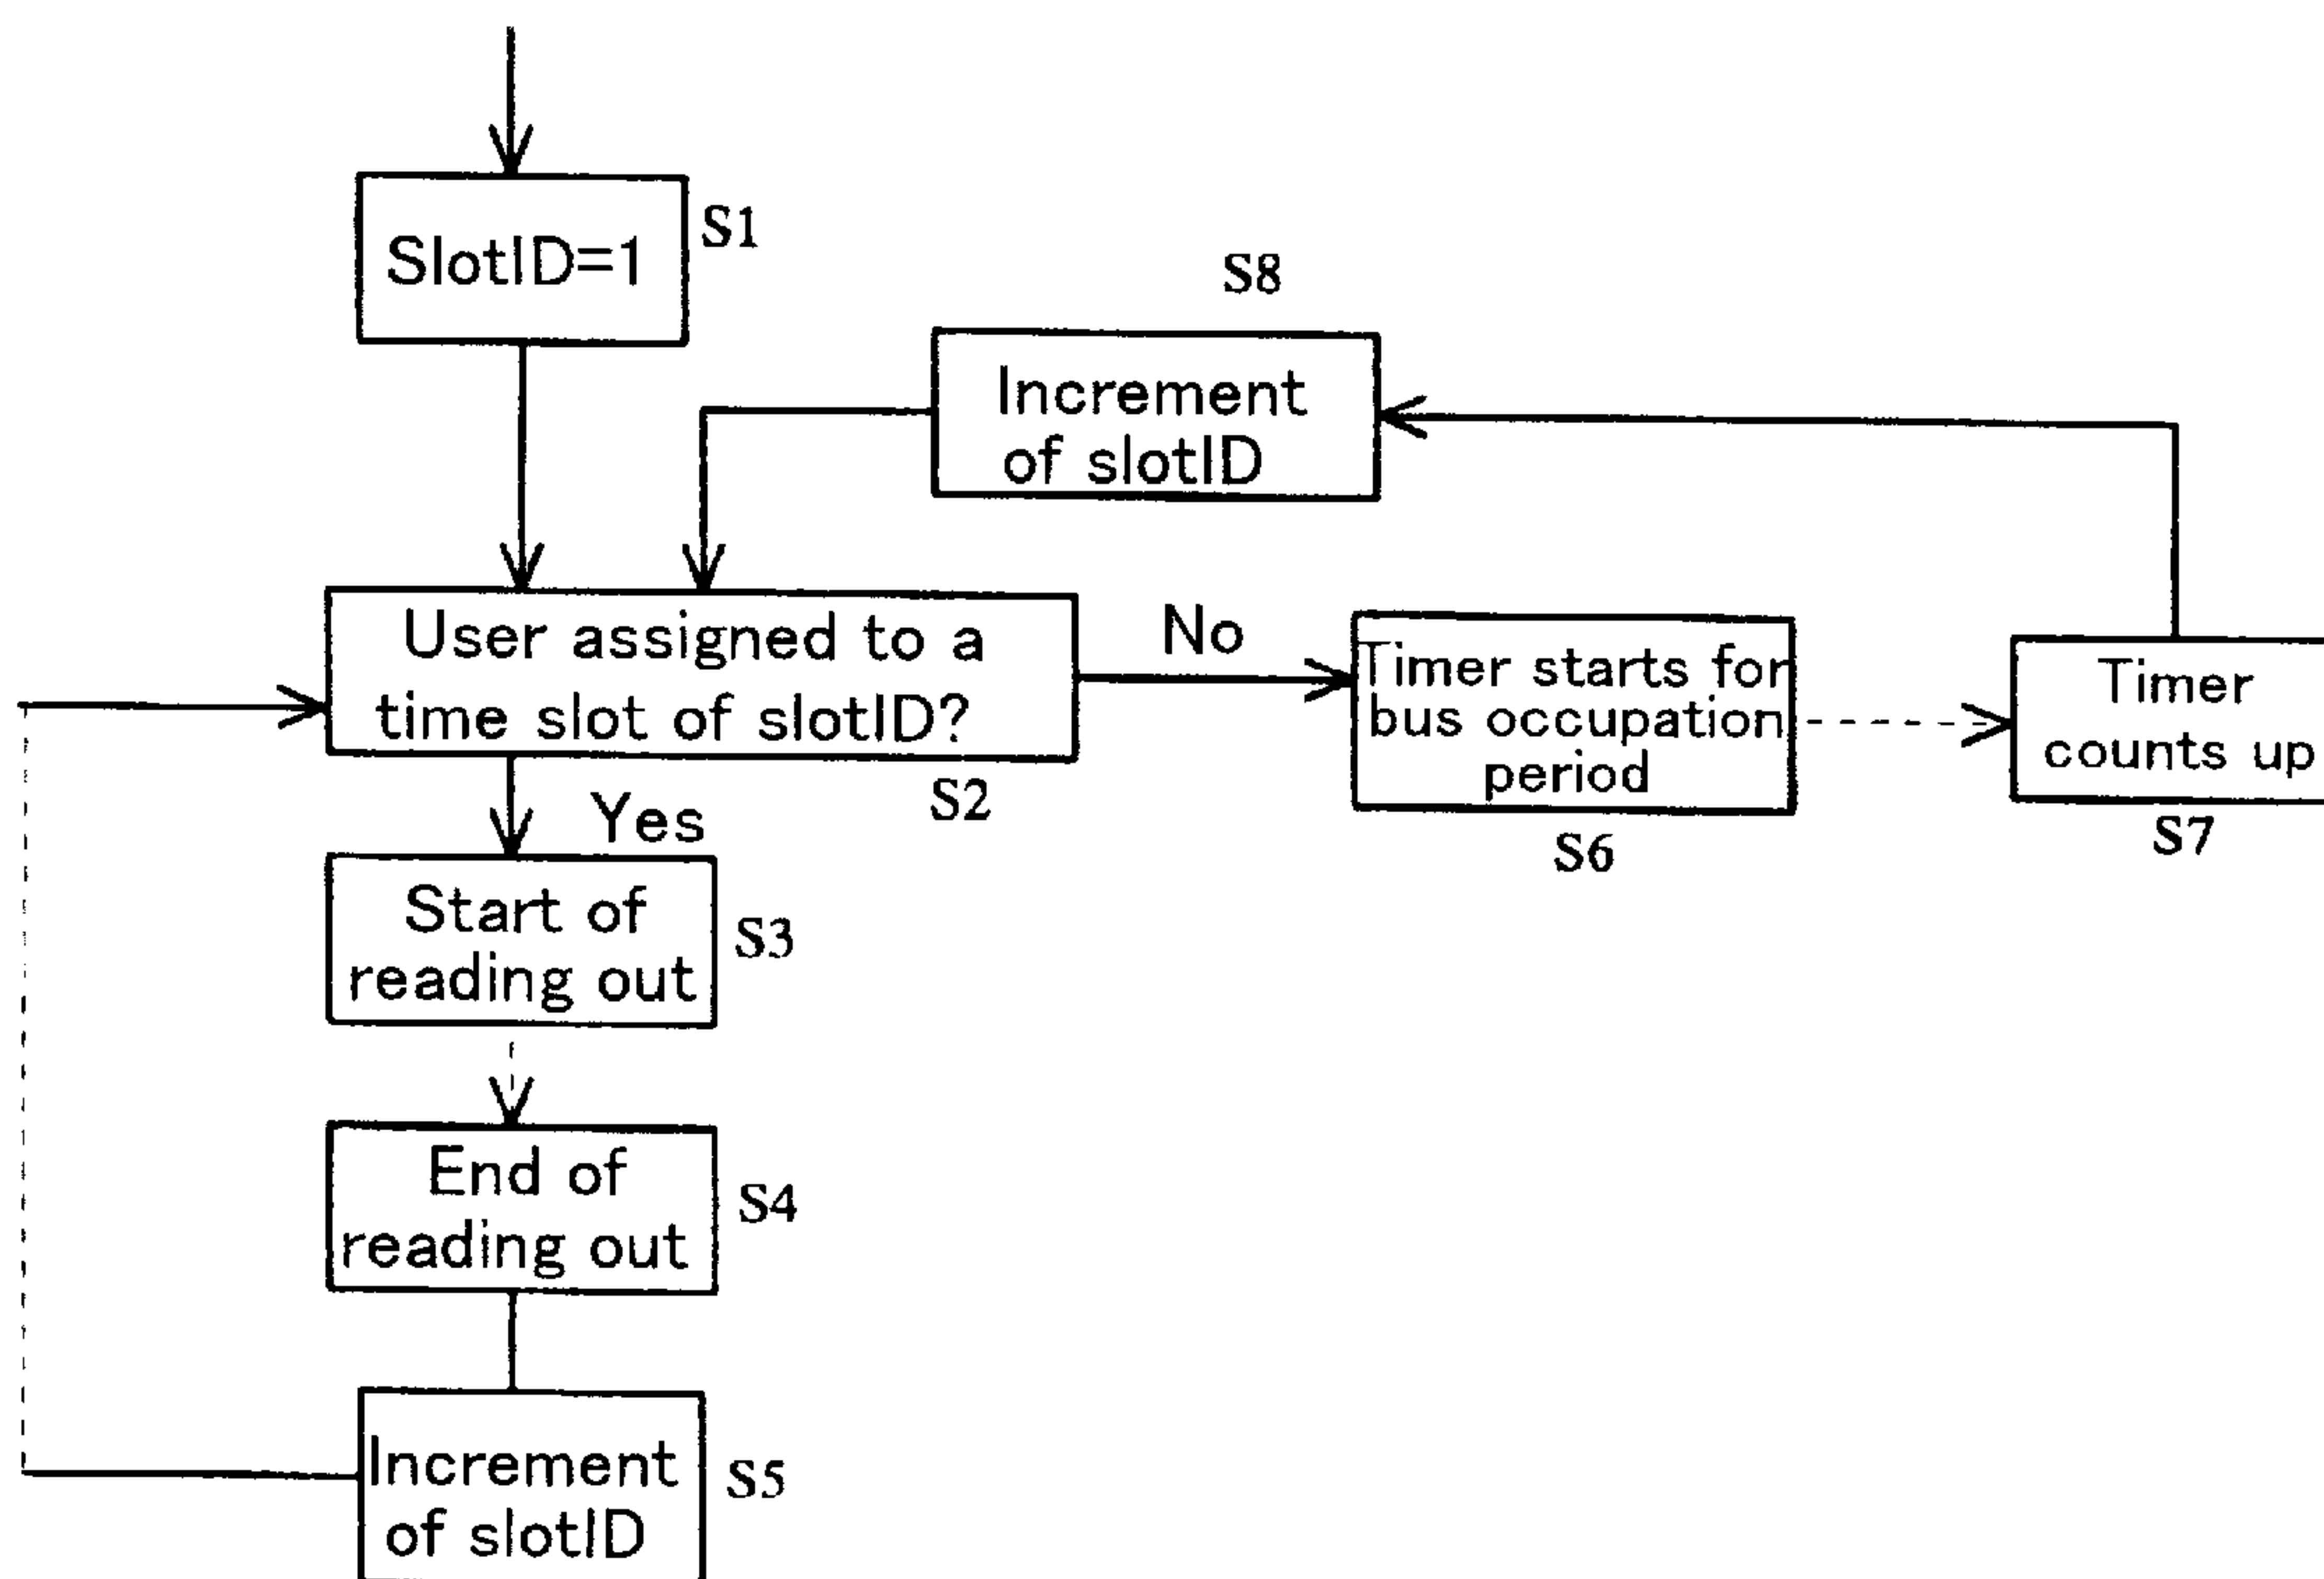 SlotID=1
S1
S8
Increment
of slotID
User assigned to a
time slot of slotID?
S2
No
Timer starts for
bus occupation
period
S6
Timer
counts up
S7
Yes
Start of
reading out
S3
End of
reading out
S4
Increment
of slotID
S5